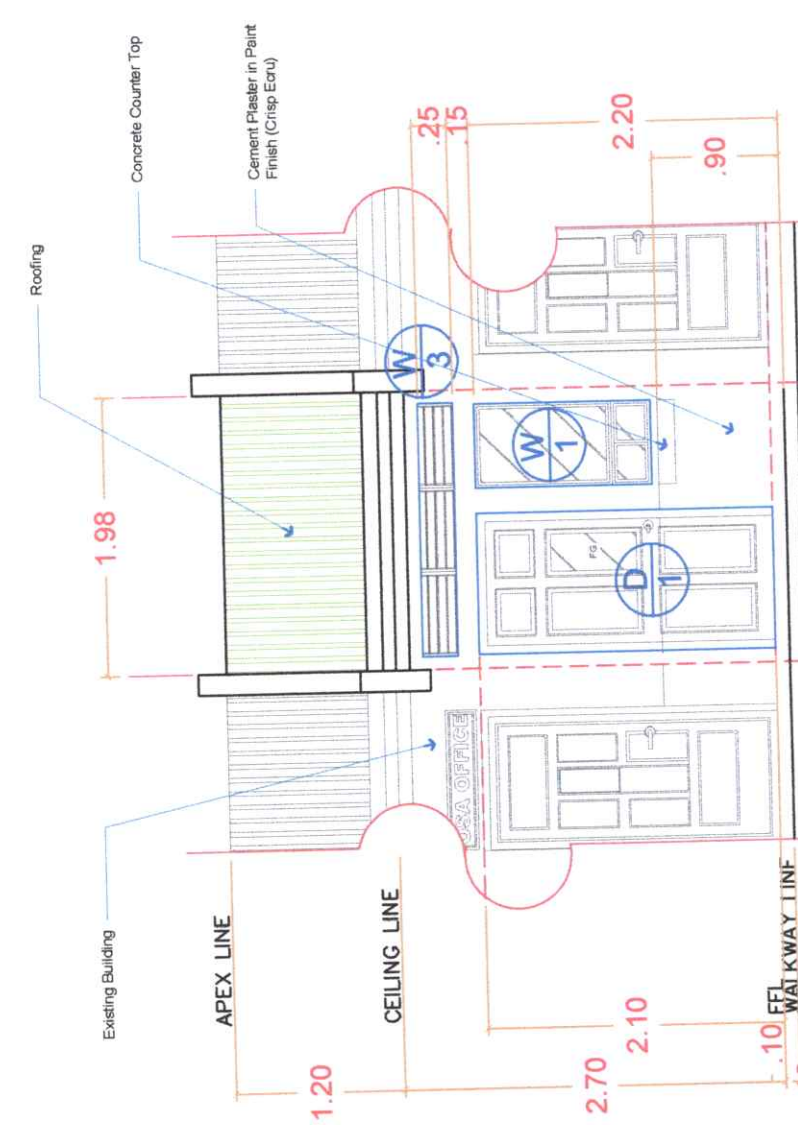 Roofing
Concrete Counter Top
Cement Plaster in Paint
Finish (Crisp Ecru)
Existing Building
1.98
APEX LINE
CEILING LINE
FFL
WALKWAY LINE
1.20
2.70
2.10
.10
.25
.15
2.20
.90
W
3
W
1
D
1
FG
OFFICE